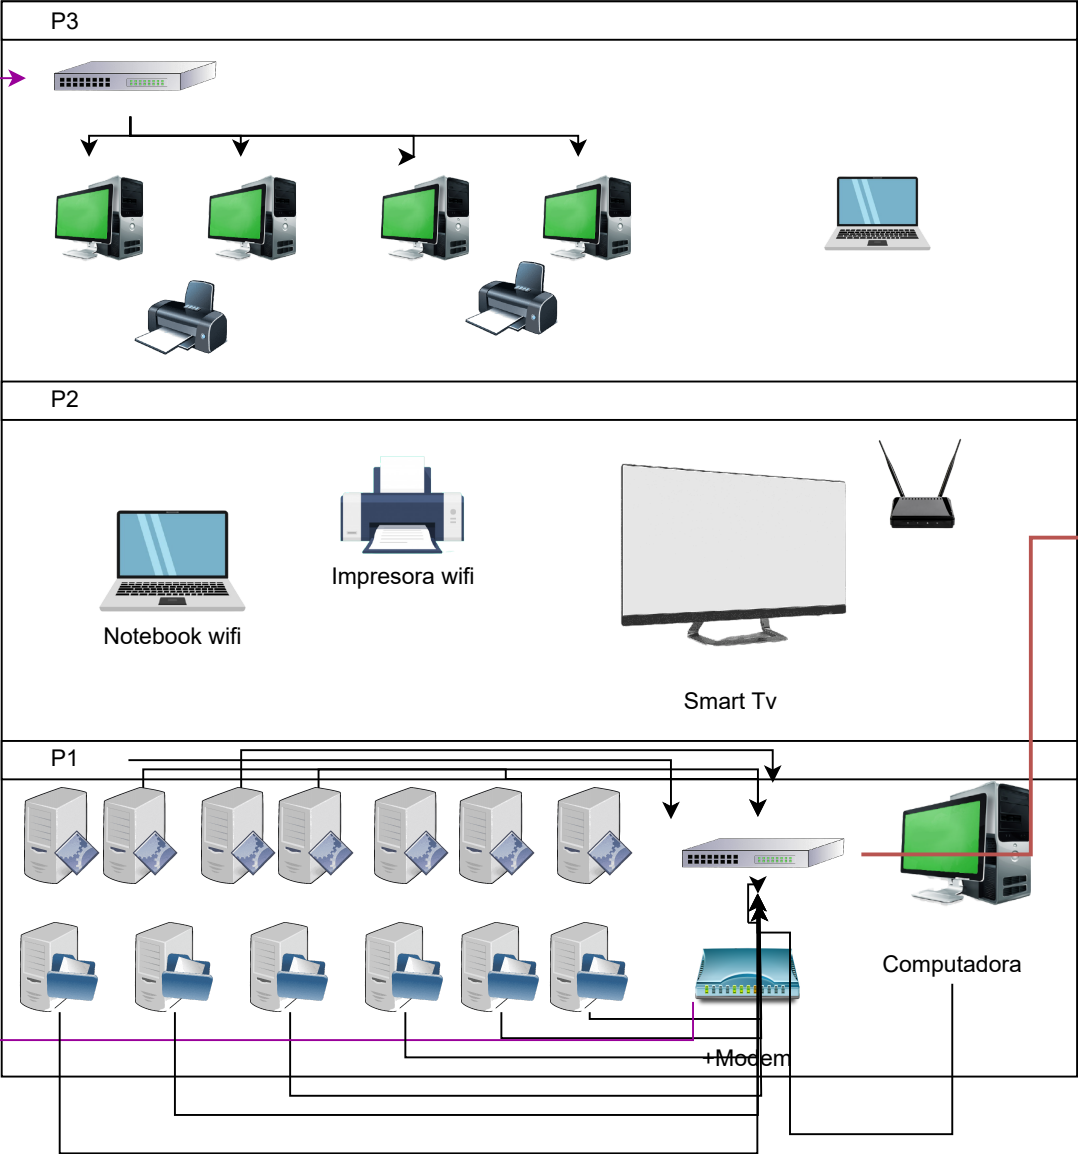 P3
P2
Impresora wifi
Notebook wifi
Smart Tv
P1
Computadora
+Modem